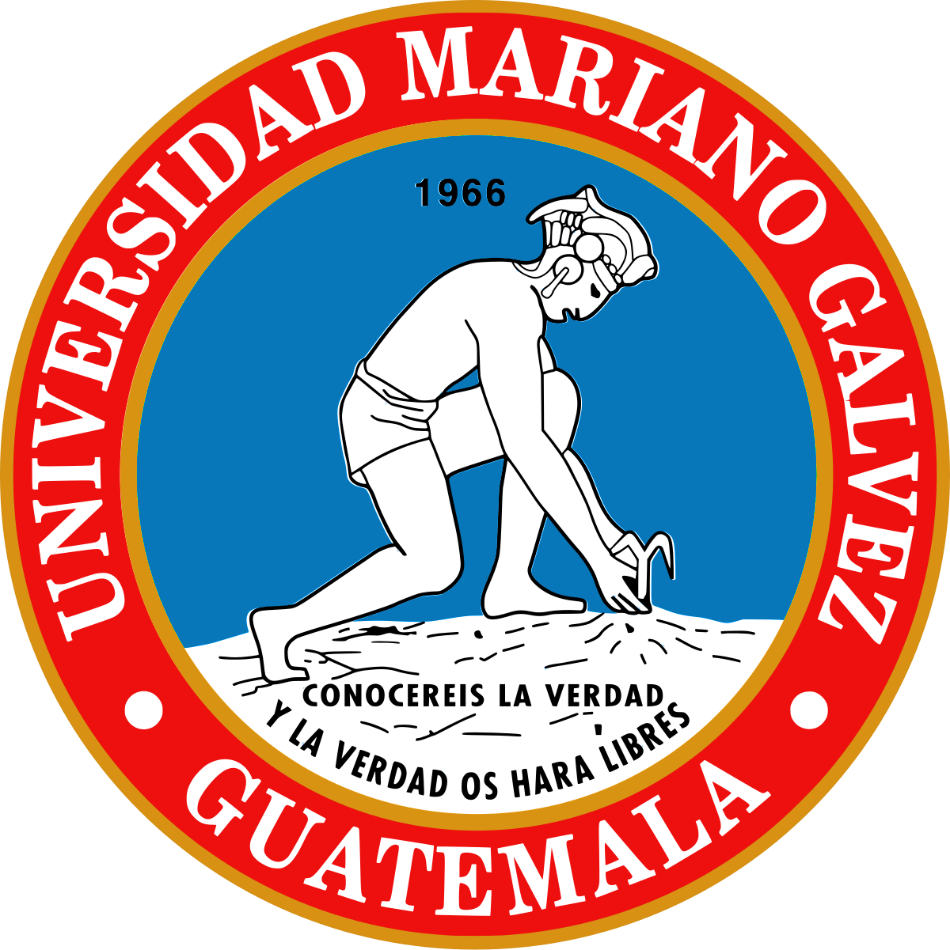 UNIVERSIDAD MARIANO GALVEZ
1966
CONOCEREIS LA VERDAD
Y LA VERDAD OS HARA LIBRES
GUATEMALA